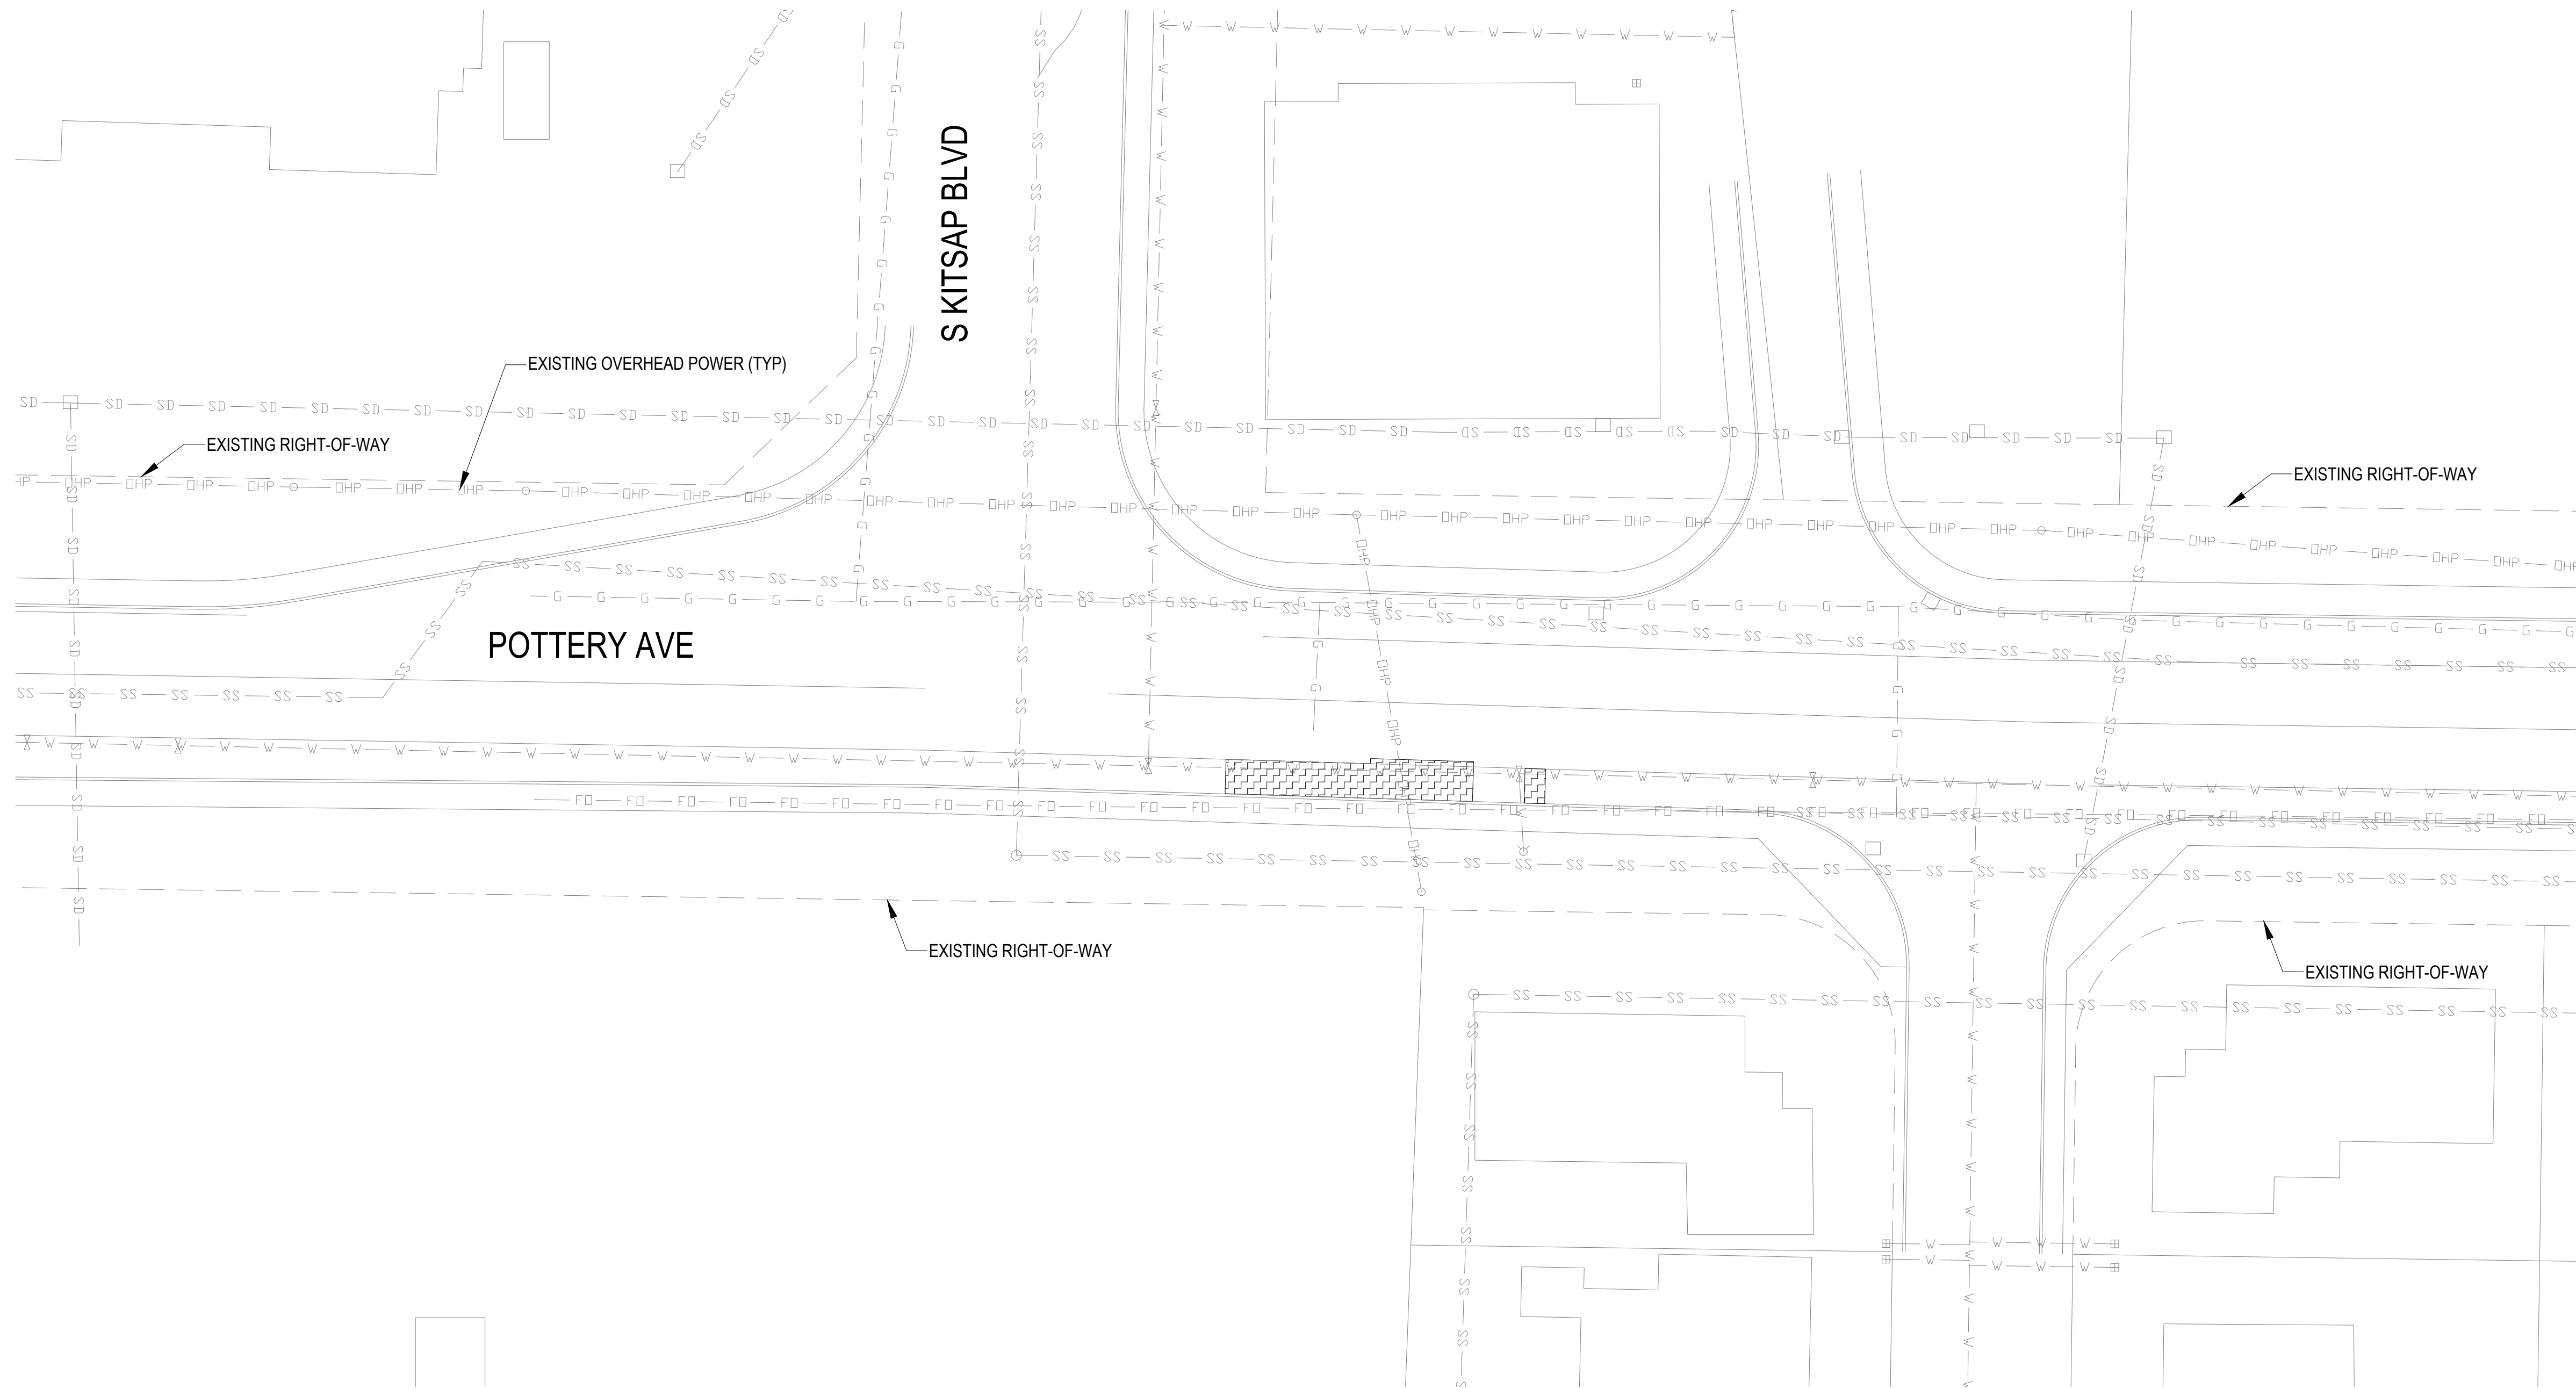 S KITSAP BLVD
EXISTING OVERHEAD POWER (TYP)
EXISTING RIGHT-OF-WAY
EXISTING RIGHT-OF-WAY
POTTERY AVE
EXISTING RIGHT-OF-WAY
EXISTING RIGHT-OF-WAY